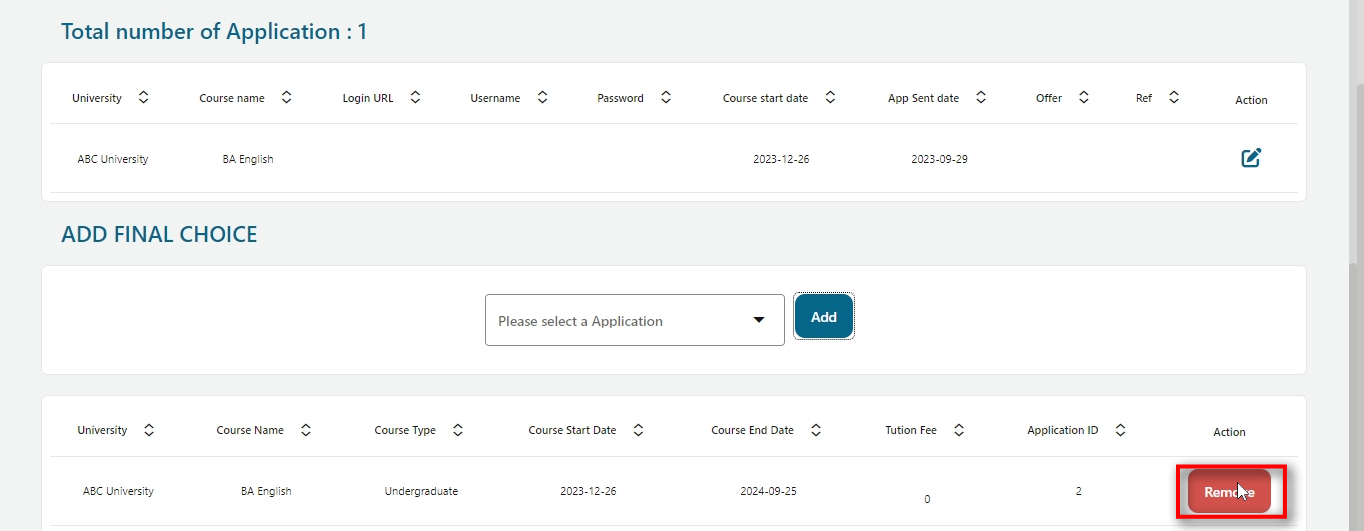 Total number of Application : 1
University Course name Login URL Username Password Course start date App Sent date Offer Ref Action
ABC University BA English 2023-12-26 2023-09-29
ADD FINAL CHOICE
Please select a Application Add
University Course Name Course Type Course Start Date Course End Date Tution Fee Application ID Action
ABC University BA English Undergraduate 2023-12-26 2024-09-25 0 2 Remove